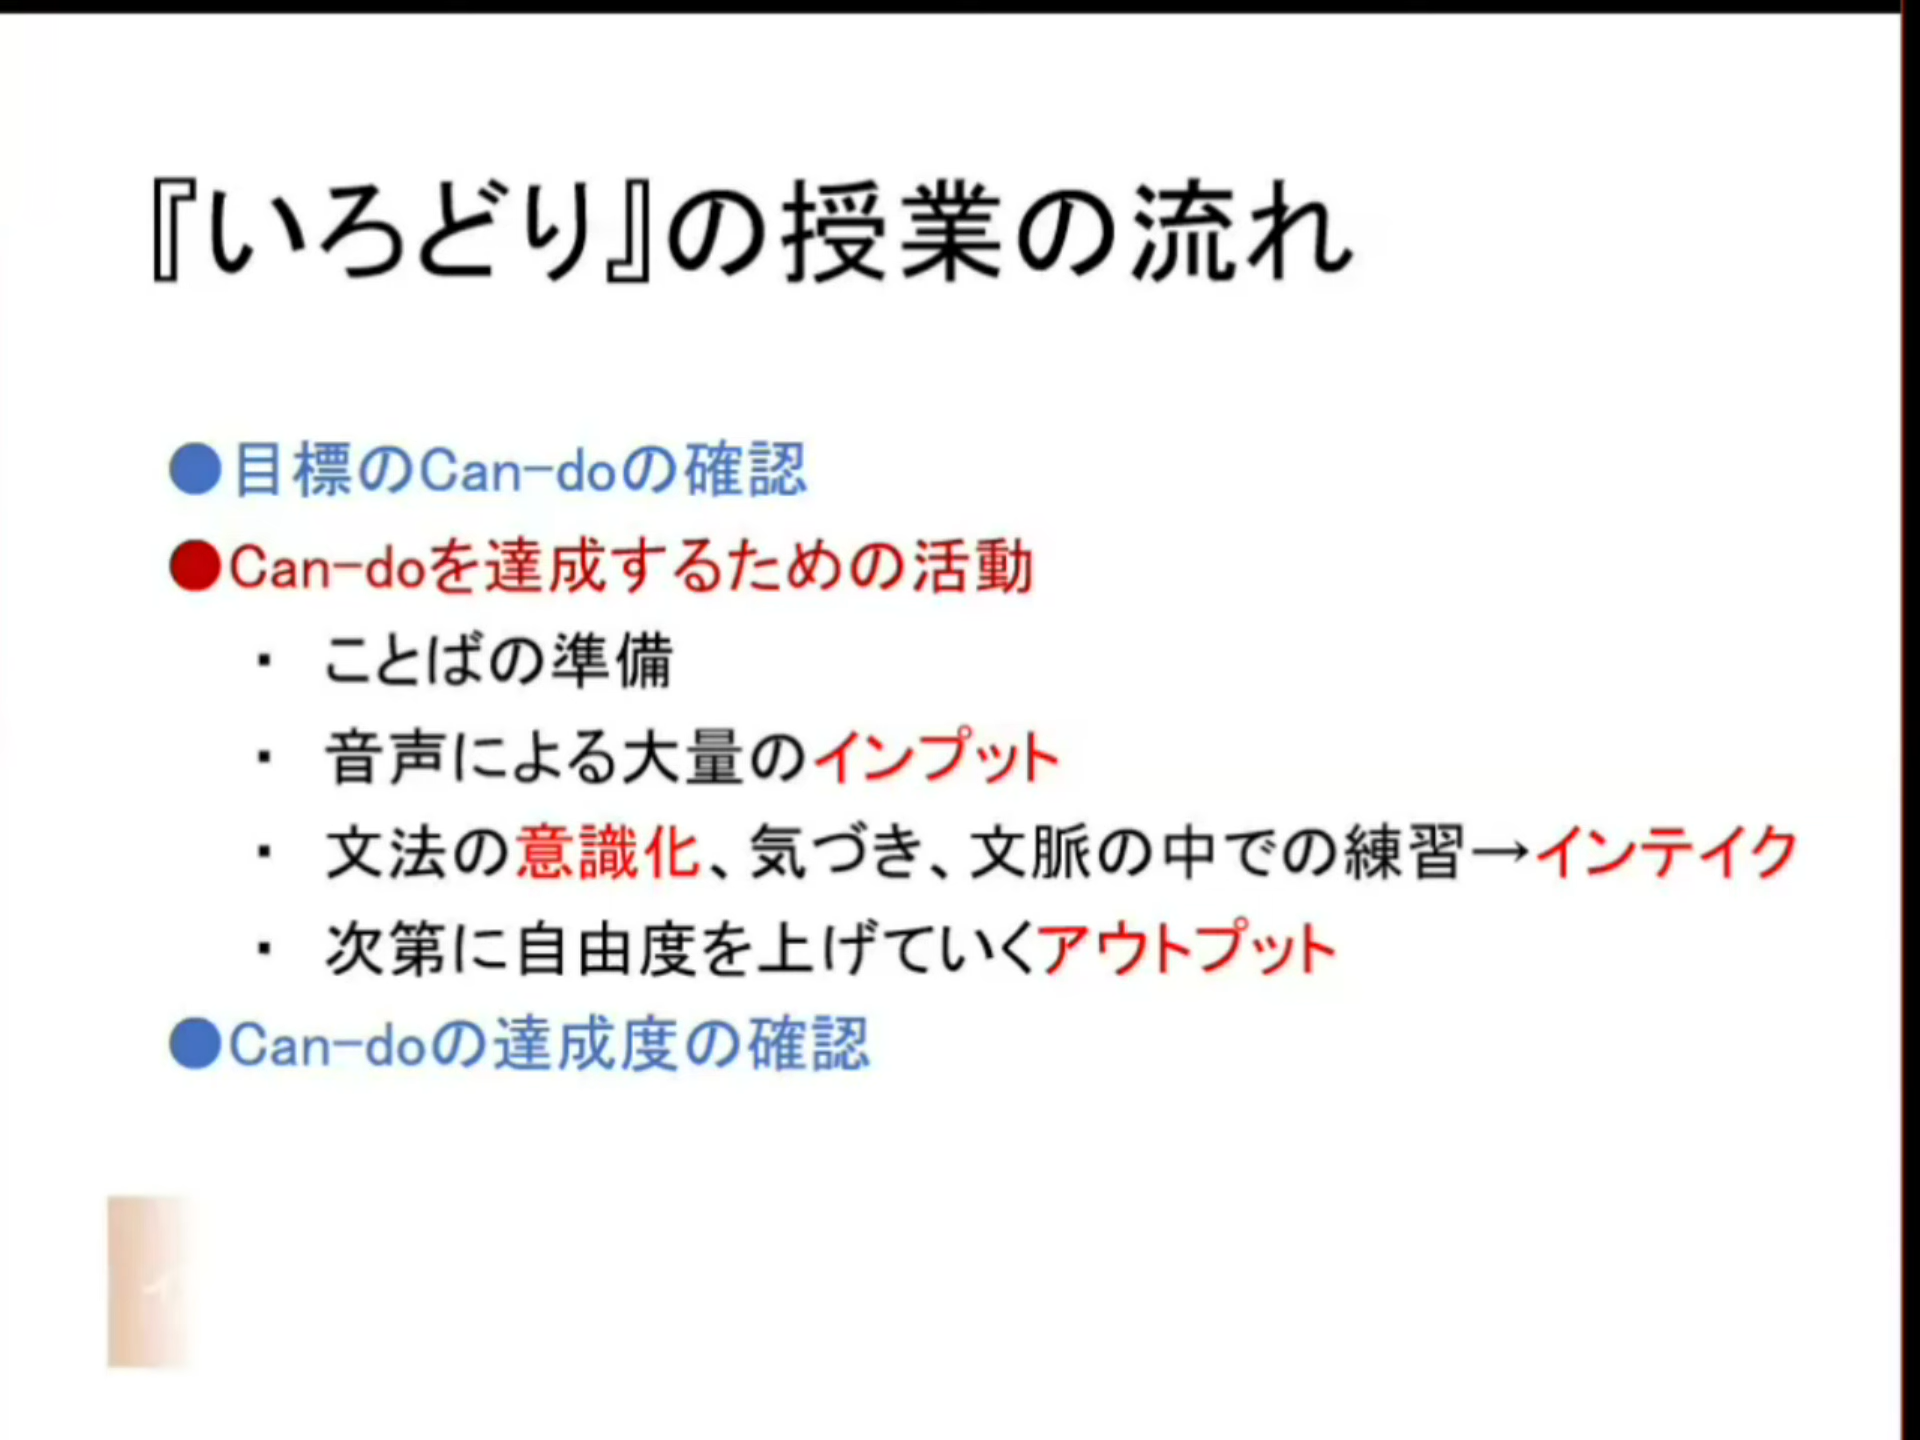 『いろどり』の授業の流れ
●目標のCan-doの確認
●Can-doを達成するための活動
・ ことばの準備
・ 音声による大量のインプット
・ 文法の意識化、気づき、文脈の中での練習→インテイク
・ 次第に自由度を上げていくアウトプット
●Can-doの達成度の確認
イ